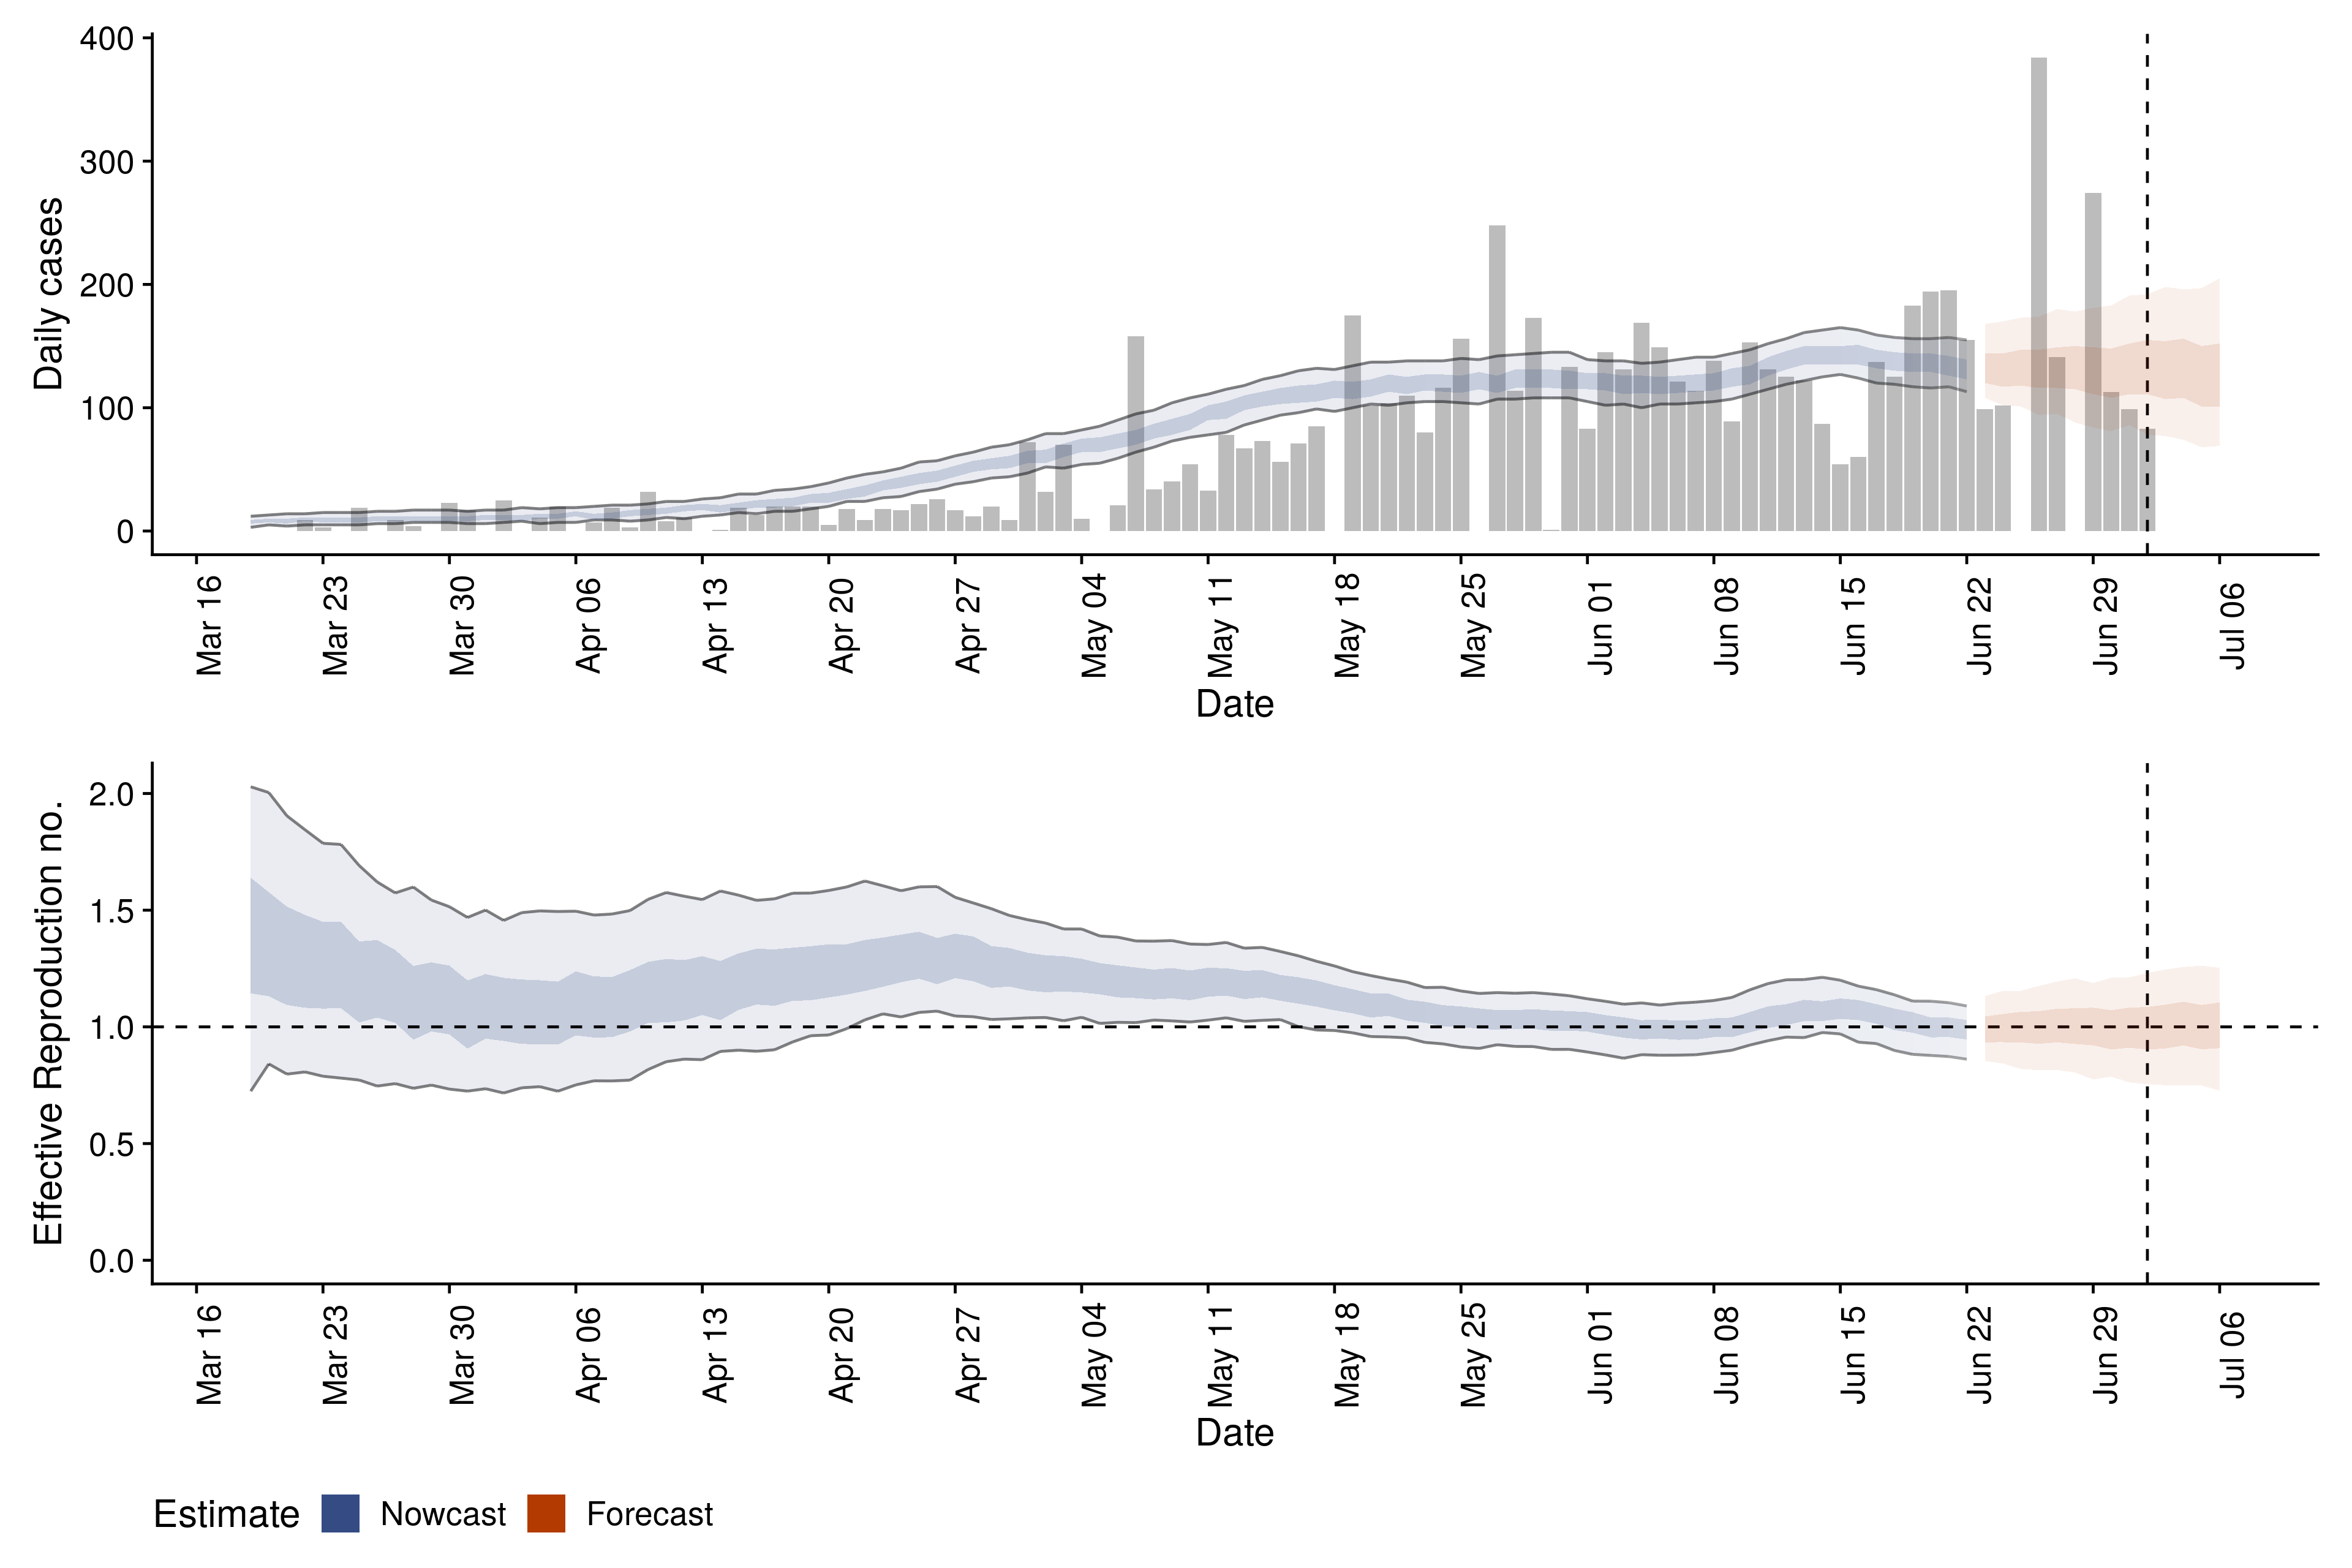 400
300
200
100
0
Daily cases
Mar 16
Mar 23
Mar 30
Apr 06
Apr 13
Apr 20
Apr 27
May 04
May 11
May 18
May 25
Jun 01
Jun 08
Jun 15
Jun 22
Jun 29
Jul 06
Date
2.0
1.5
1.0
0.5
0.0
Effective Reproduction no.
Mar 16
Mar 23
Mar 30
Apr 06
Apr 13
Apr 20
Apr 27
May 04
May 11
May 18
May 25
Jun 01
Jun 08
Jun 15
Jun 22
Jun 29
Jul 06
Date
Estimate Nowcast Forecast